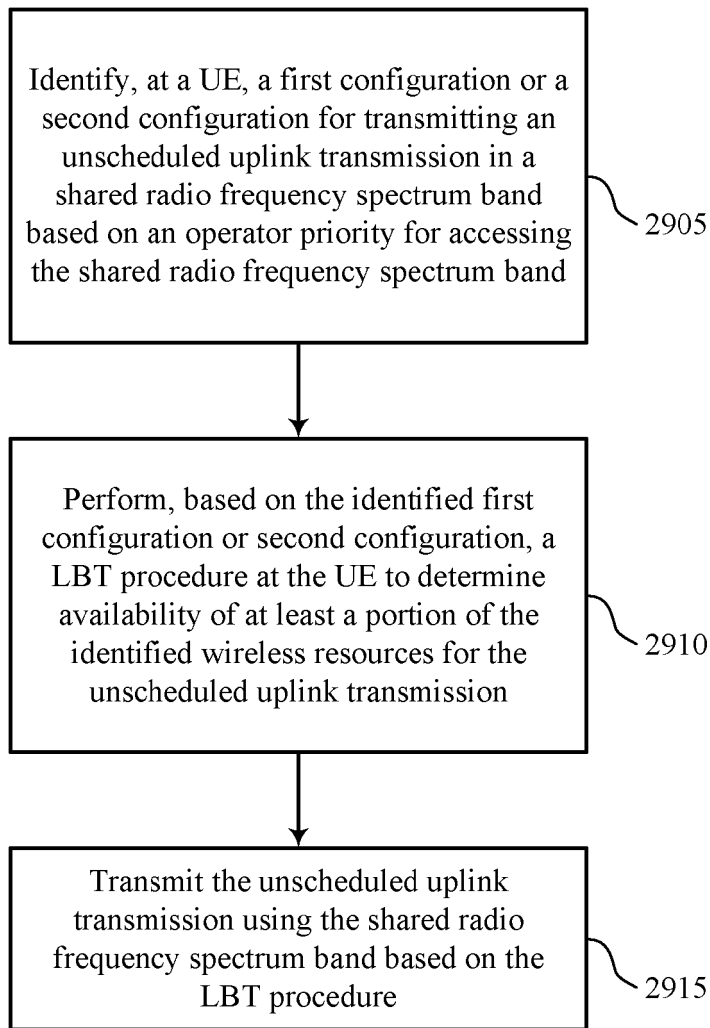 Identify, at a UE, a first configuration or a
second configuration for transmitting an
unscheduled uplink transmission in a
shared radio frequency spectrum band
based on an operator priority for accessing
the shared radio frequency spectrum band
2905
Perform, based on the identified first
configuration or second configuration, a
LBT procedure at the UE to determine
availability of at least a portion of the
identified wireless resources for the
unscheduled uplink transmission
2910
Transmit the unscheduled uplink
transmission using the shared radio
frequency spectrum band based on the
LBT procedure
2915